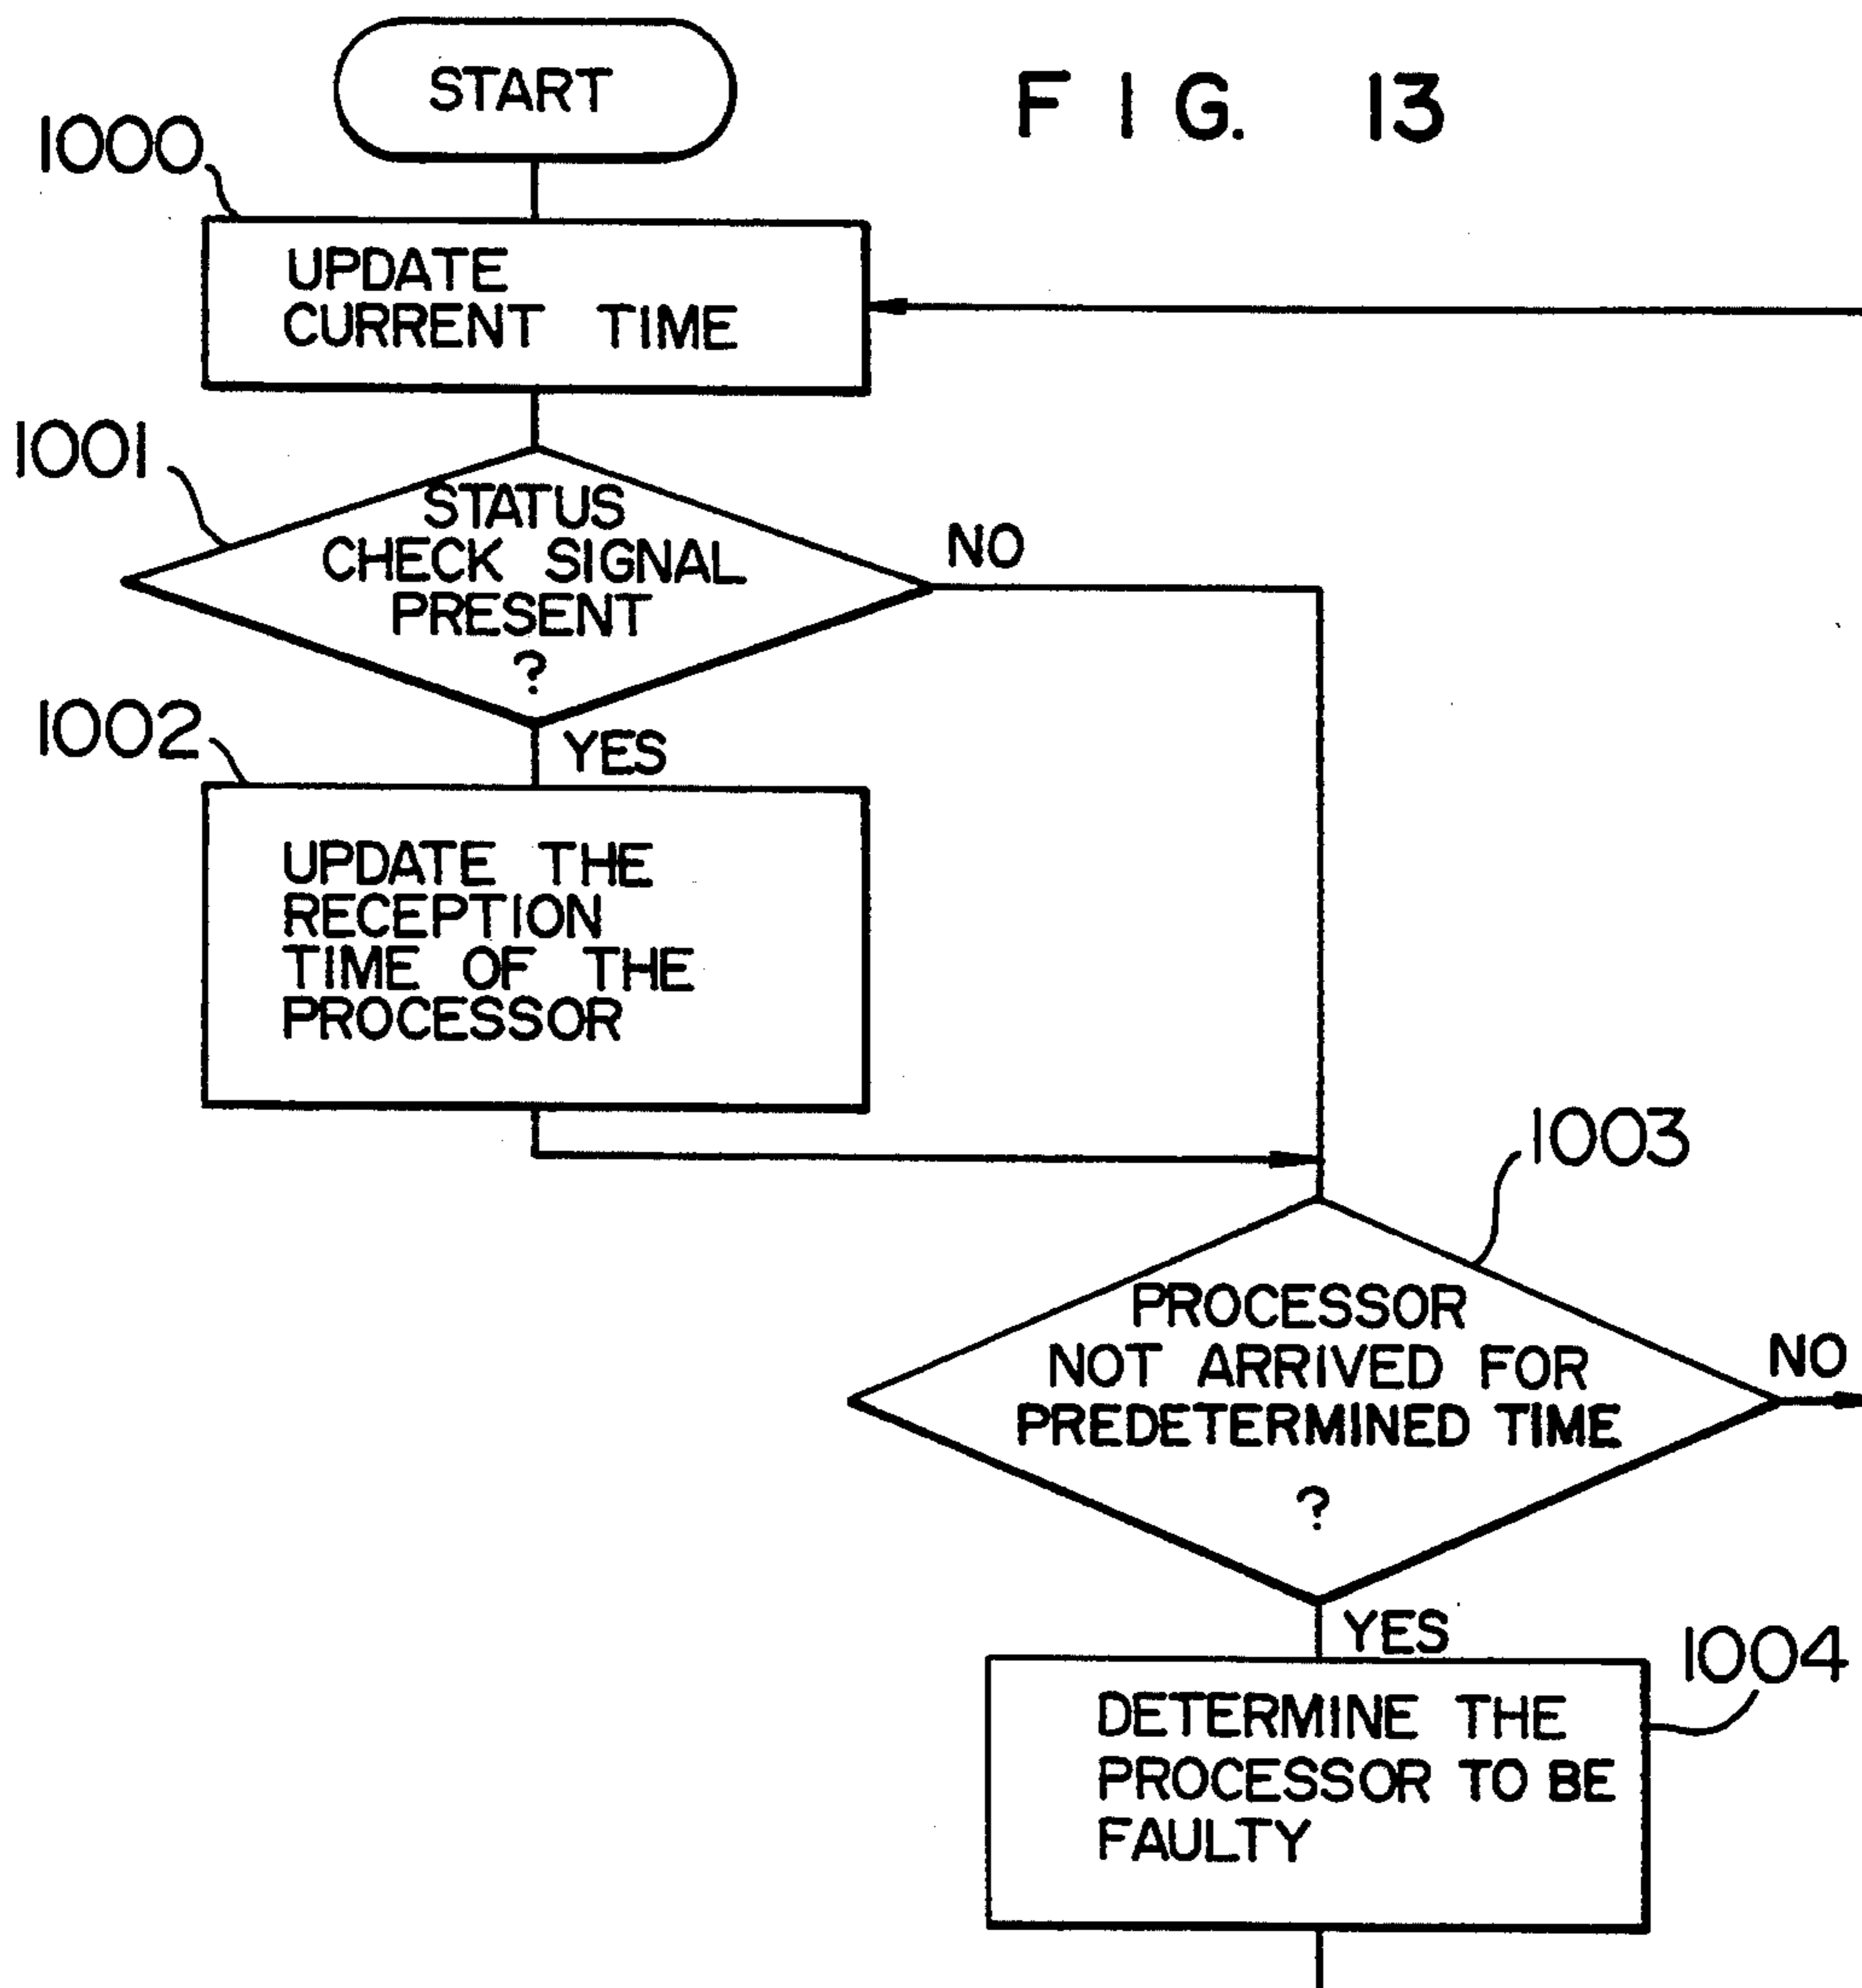 START
F I G. 13
1000
UPDATE
CURRENT TIME
1001
STATUS
CHECK SIGNAL
PRESENT
?
NO
1002
YES
UPDATE THE
RECEPTION
TIME OF THE
PROCESSOR
1003
PROCESSOR
NOT ARRIVED FOR
PREDETERMINED TIME
?
NO
YES
1004
DETERMINE THE
PROCESSOR TO BE
FAULTY